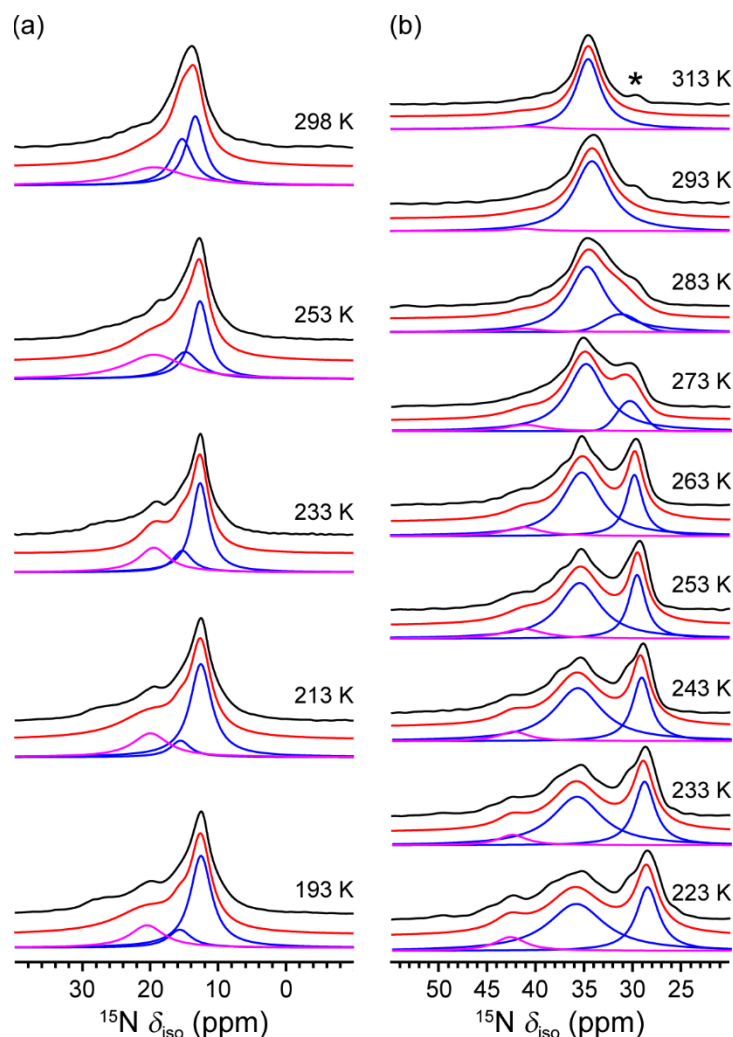 (a)
298 K
253 K
233 K
213 K
193 K
30 20 10 0
¹⁵N δiso (ppm)
(b)
*
313 K
293 K
283 K
273 K
263 K
253 K
243 K
233 K
223 K
50 45 40 35 30 25
¹⁵N δiso (ppm)